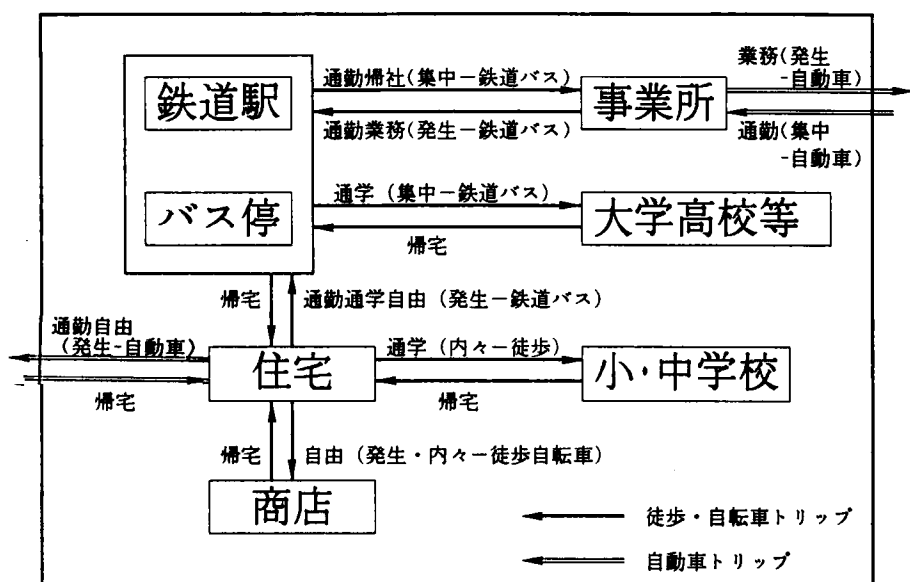 業務(発生
-自動車)
通勤帰社(集中－鉄道バス)
鉄道駅
事業所
通勤業務(発生－鉄道バス)
通勤(集中
-自動車)
通学(集中－鉄道バス)
バス停
大学高校等
帰宅
帰宅
通勤通学自由(発生－鉄道バス)
通勤自由
(発生-自動車)
通学(内々－徒歩)
住宅
小・中学校
帰宅
帰宅
帰宅
自由(発生・内々－徒歩自転車)
商店
徒歩・自転車トリップ
自動車トリップ